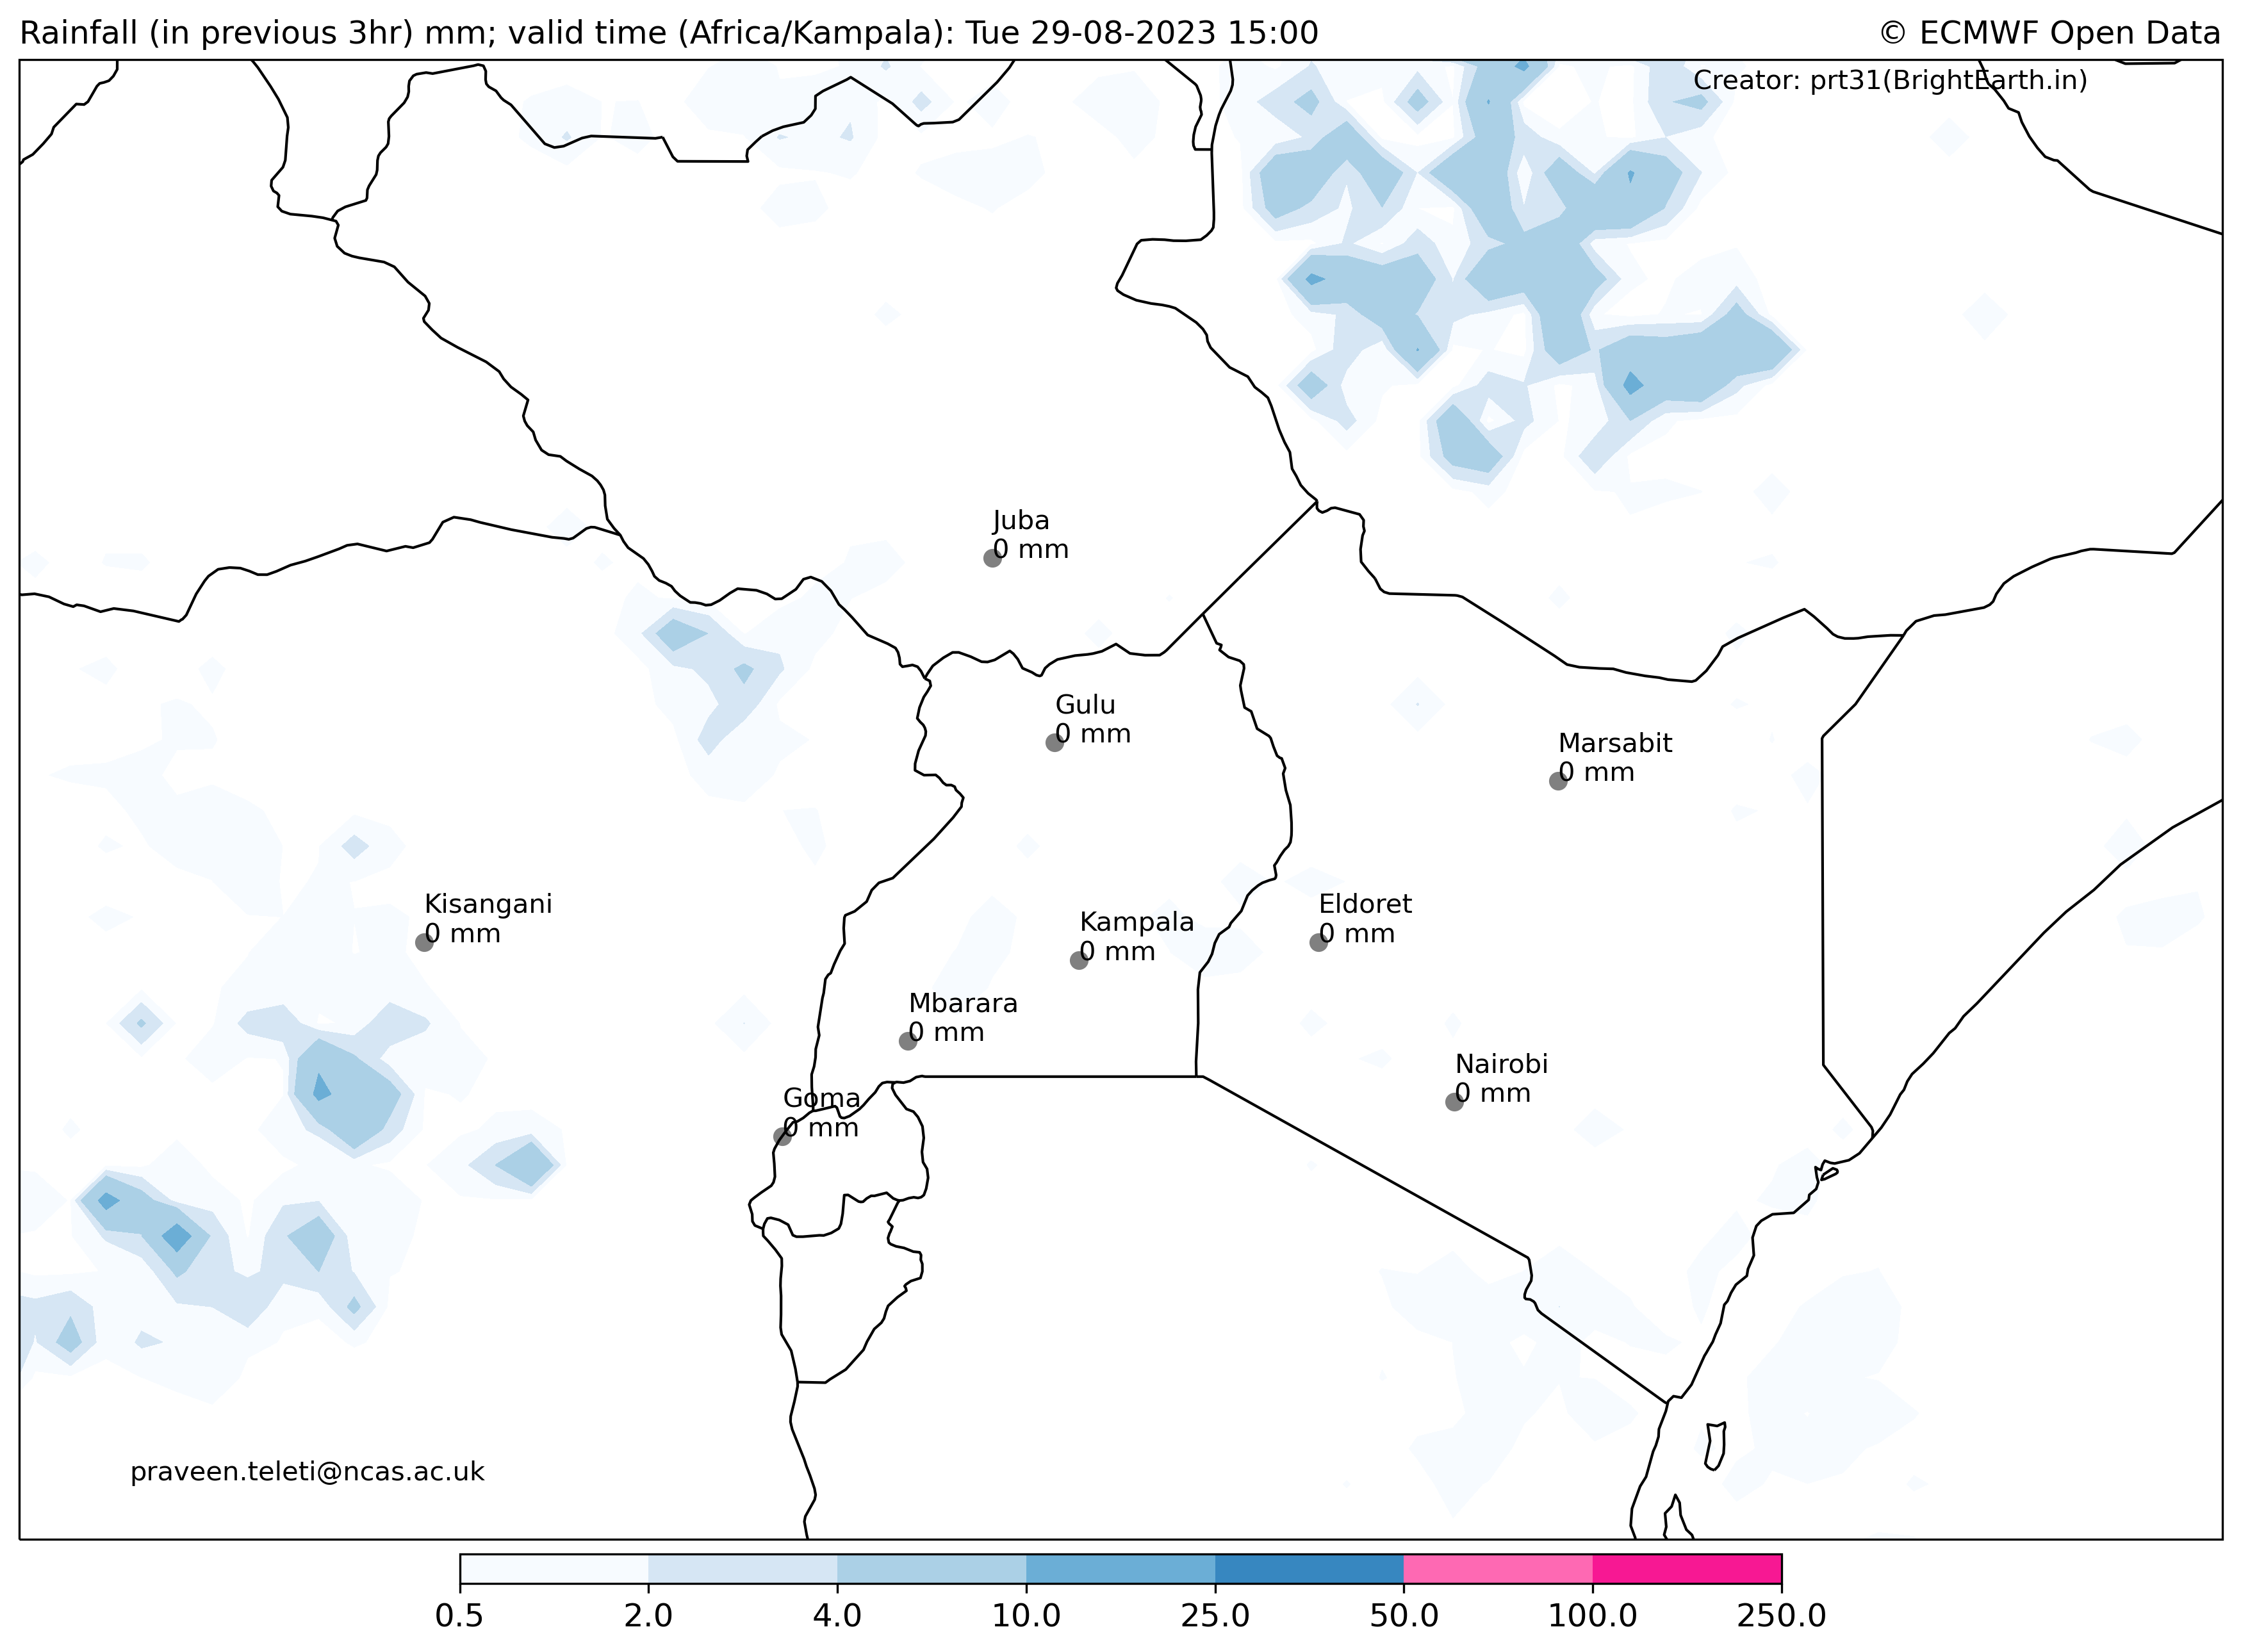 Rainfall (in previous 3hr) mm; valid time (Africa/Kampala): Tue 29-08-2023 15:00
© ECMWF Open Data
Creator: prt31(BrightEarth.in)
Juba
0 mm
Gulu
0 mm
Marsabit
0 mm
Kisangani
0 mm
Kampala
0 mm
Eldoret
0 mm
Mbarara
0 mm
Nairobi
0 mm
Goma
0 mm
praveen.teleti@ncas.ac.uk
0.5 2.0 4.0 10.0 25.0 50.0 100.0 250.0